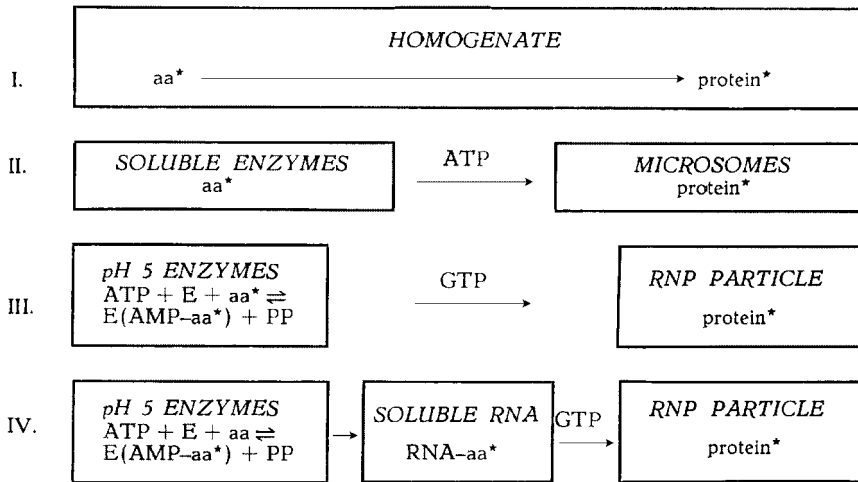 HOMOGENATE
I. aa* protein*
II. SOLUBLE ENZYMES ATP MICROSOMES
aa* protein*
pH 5 ENZYMES GTP RNP PARTICLE
III. ATP + E + aa* ⇌ protein*
E(AMP–aa*) + PP
pH 5 ENZYMES SOLUBLE RNA GTP RNP PARTICLE
IV. ATP + E + aa ⇌ RNA–aa* protein*
E(AMP–aa*) + PP